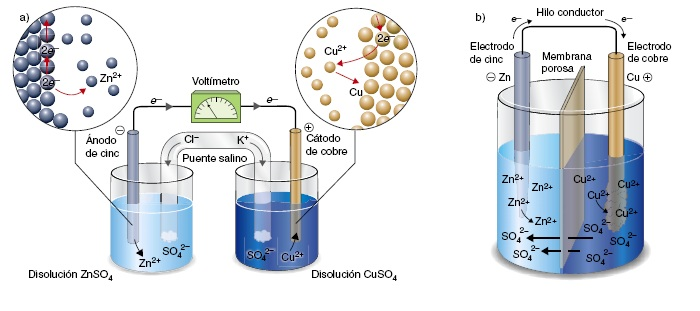 a)
2e⁻
2e⁻
Zn²⁺
Voltímetro
e⁻
e⁻
2e⁻
Cu²⁺
Cu
⊖
Ánodo
de cinc
Cl⁻
K⁺
Puente salino
⊕
Cátodo
de cobre
Zn²⁺
SO₄²⁻
SO₄²⁻
Cu²⁺
Disolución ZnSO₄
Disolución CuSO₄
b)
Hilo conductor
e⁻
e⁻
Electrodo
de cinc
⊖ Zn
Membrana
porosa
Electrodo
de cobre
Cu ⊕
Zn²⁺
Zn²⁺
Zn²⁺
Zn²⁺
Cu²⁺
Cu²⁺
Cu²⁺
Cu²⁺
SO₄²⁻
SO₄²⁻
SO₄²⁻
SO₄²⁻